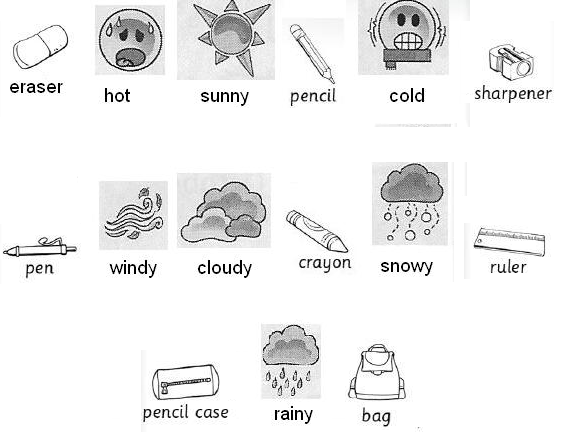 eraser hot sunny pencil cold sharpener
pen windy cloudy crayon snowy ruler
pencil case rainy bag